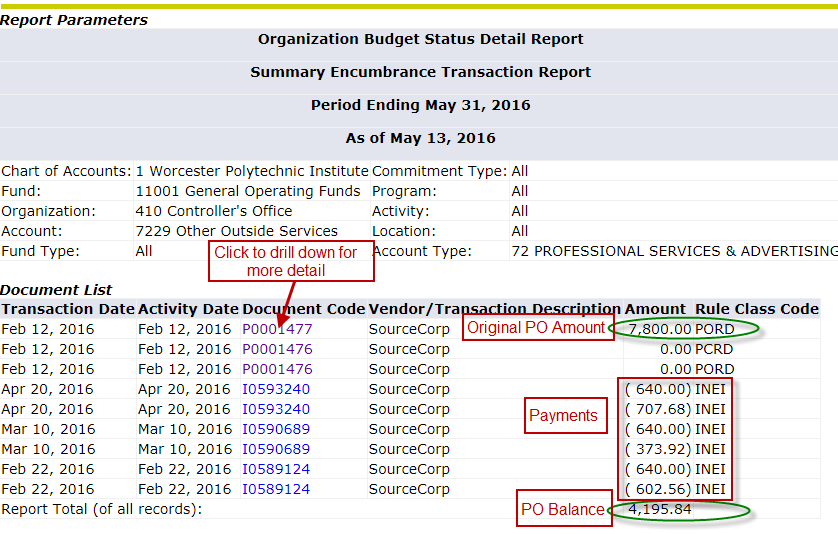 Report Parameters
Organization Budget Status Detail Report
Summary Encumbrance Transaction Report
Period Ending May 31, 2016
As of May 13, 2016
Chart of Accounts: 1 Worcester Polytechnic Institute Commitment Type: All
Fund: 11001 General Operating Funds Program: All
Organization: 410 Controller's Office Activity: All
Account: 7229 Other Outside Services Location: All
Fund Type: All Account Type: 72 PROFESSIONAL SERVICES & ADVERTISING
Click to drill down for
more detail
Document List
Transaction Date Activity Date Document Code Vendor/Transaction Description Amount Rule Class Code
Feb 12, 2016 Feb 12, 2016 P0001477 SourceCorp Original PO Amount 7,800.00 PORD
Feb 12, 2016 Feb 12, 2016 P0001476 SourceCorp 0.00 PCRD
Feb 12, 2016 Feb 12, 2016 P0001476 SourceCorp 0.00 PORD
Apr 20, 2016 Apr 20, 2016 I0593240 SourceCorp ( 640.00) INEI
Apr 20, 2016 Apr 20, 2016 I0593240 SourceCorp ( 707.68) INEI
Payments
Mar 10, 2016 Mar 10, 2016 I0590689 SourceCorp ( 640.00) INEI
Mar 10, 2016 Mar 10, 2016 I0590689 SourceCorp ( 373.92) INEI
Feb 22, 2016 Feb 22, 2016 I0589124 SourceCorp ( 640.00) INEI
Feb 22, 2016 Feb 22, 2016 I0589124 SourceCorp ( 602.56) INEI
Report Total (of all records): PO Balance 4,195.84